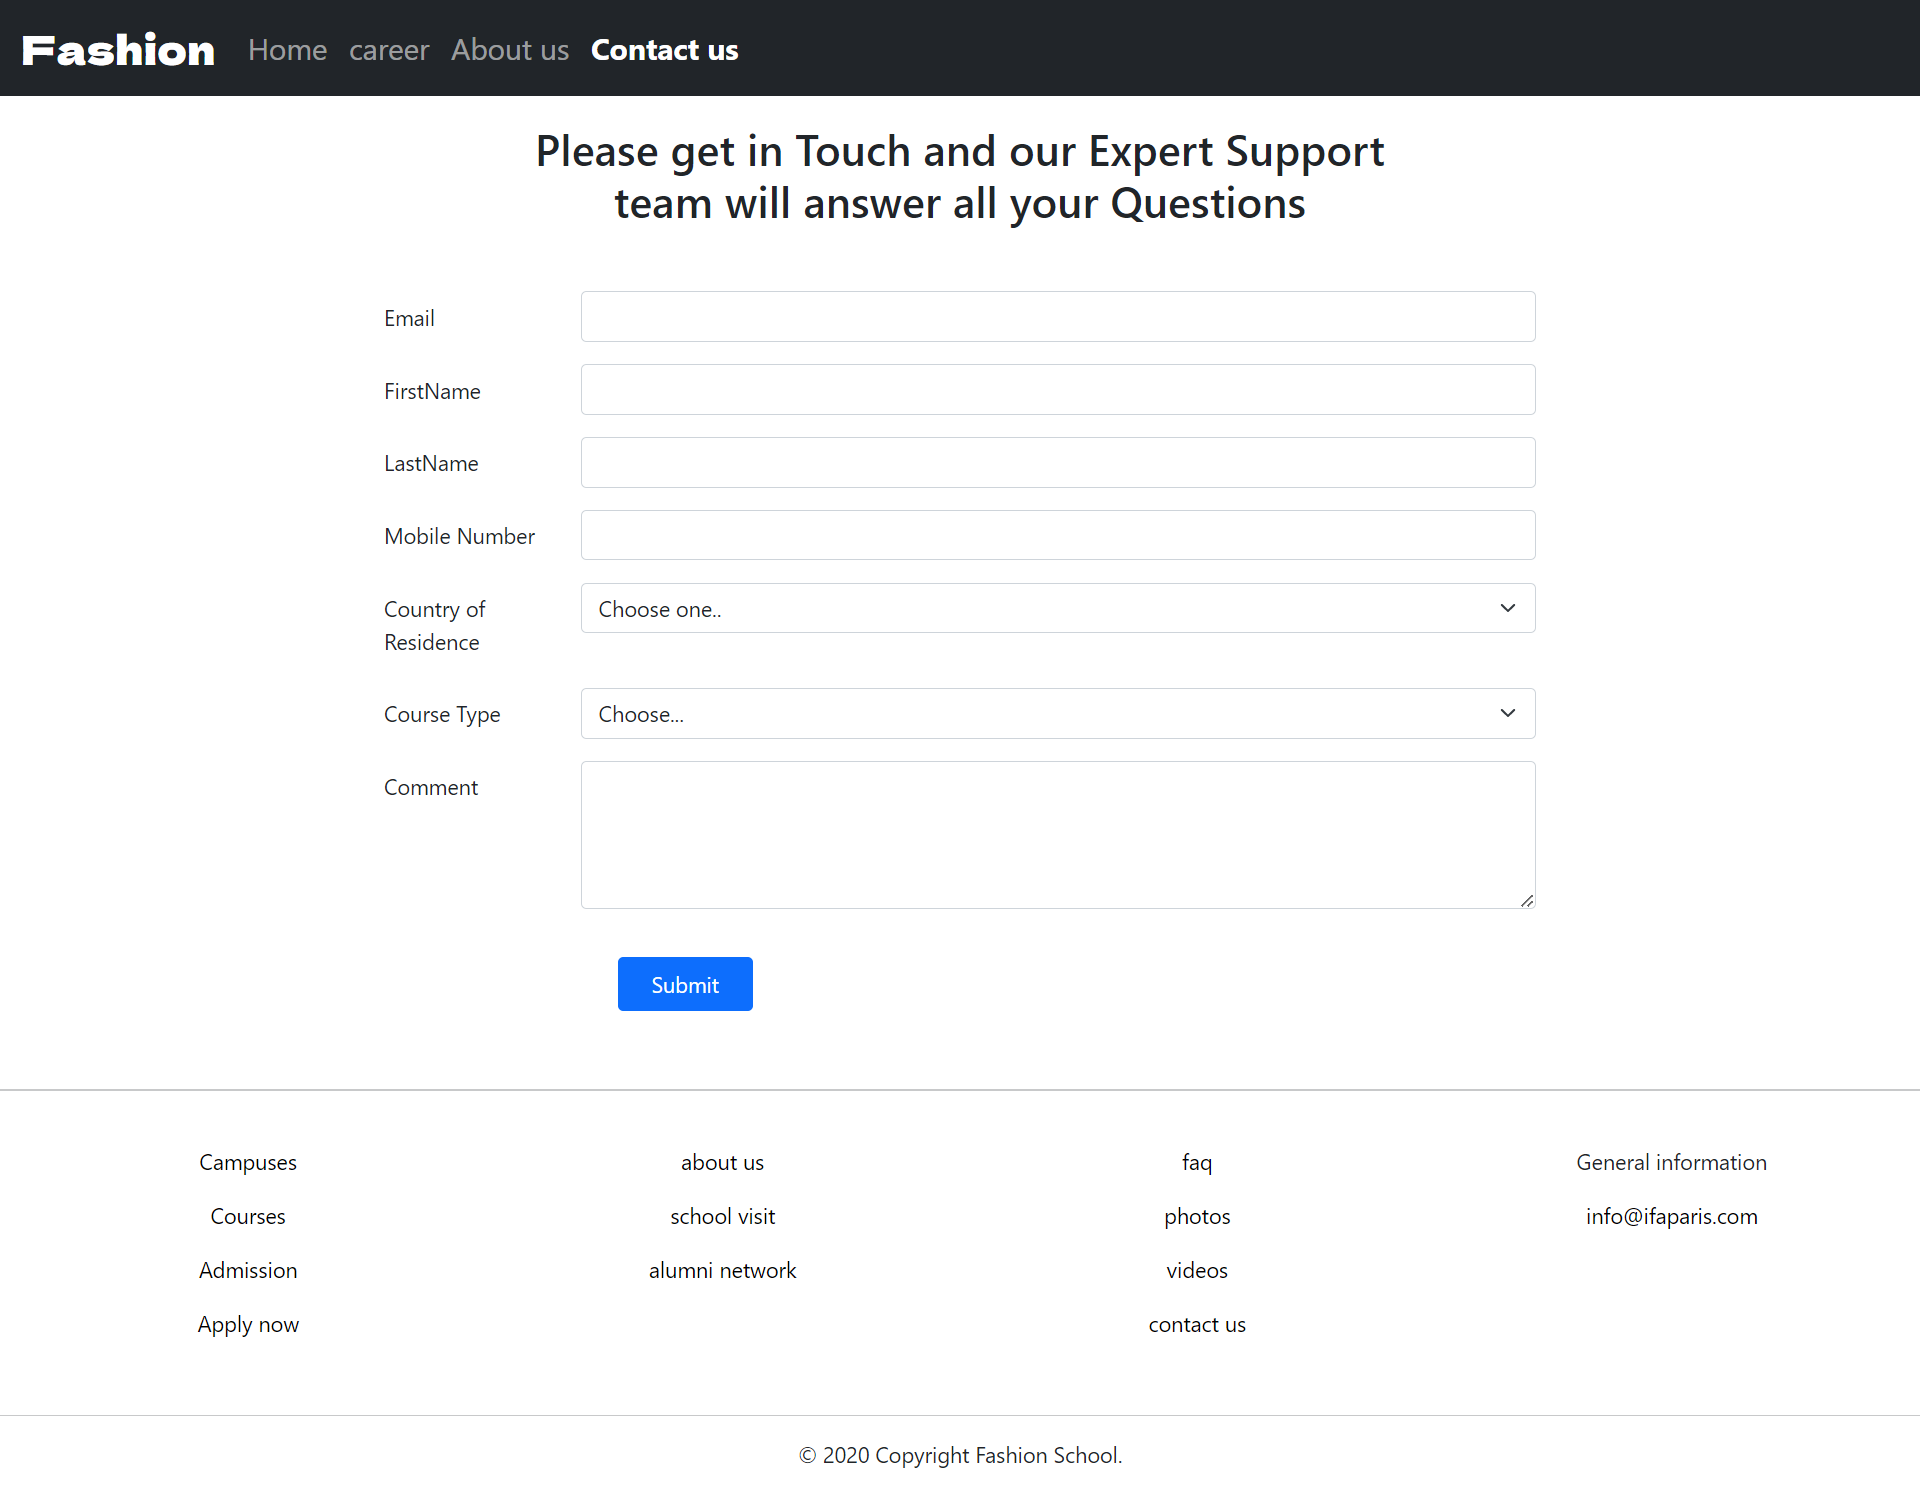 Fashion Home career About us Contact us
Please get in Touch and our Expert Support
team will answer all your Questions
Email
FirstName
LastName
Mobile Number
Country of
Residence
Choose one..
Course Type
Choose...
Comment
Submit
Campuses
Courses
Admission
Apply now
about us
school visit
alumni network
faq
photos
videos
contact us
General information
info@ifaparis.com
© 2020 Copyright Fashion School.